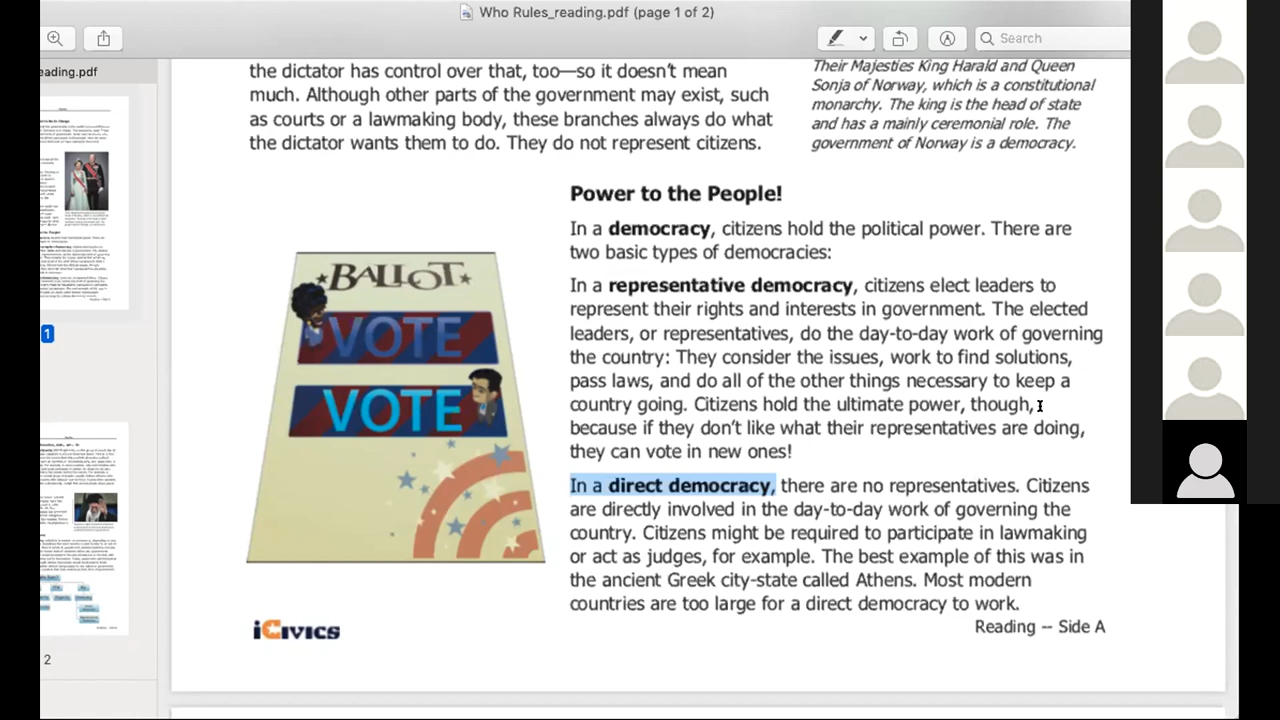 Who Rules_reading.pdf (page 1 of 2)
Search
eading.pdf
1
2
the dictator has control over that, too—so it doesn't mean
much. Although other parts of the government may exist, such
as courts or a lawmaking body, these branches always do what
the dictator wants them to do. They do not represent citizens.
Their Majesties King Harald and Queen
Sonja of Norway, which is a constitutional
monarchy. The king is the head of state
and has a mainly ceremonial role. The
government of Norway is a democracy.
Power to the People!
In a democracy, citizens hold the political power. There are
two basic types of democracies:
In a representative democracy, citizens elect leaders to
represent their rights and interests in government. The elected
leaders, or representatives, do the day-to-day work of governing
the country: They consider the issues, work to find solutions,
pass laws, and do all of the other things necessary to keep a
country going. Citizens hold the ultimate power, though,
because if they don't like what their representatives are doing,
they can vote in new ones!
In a direct democracy, there are no representatives. Citizens
are directly involved in the day-to-day work of governing the
country. Citizens might be required to participate in lawmaking
or act as judges, for example. The best example of this was in
the ancient Greek city-state called Athens. Most modern
countries are too large for a direct democracy to work.
BALLOT
VOTE
VOTE
iCivics
Reading -- Side A